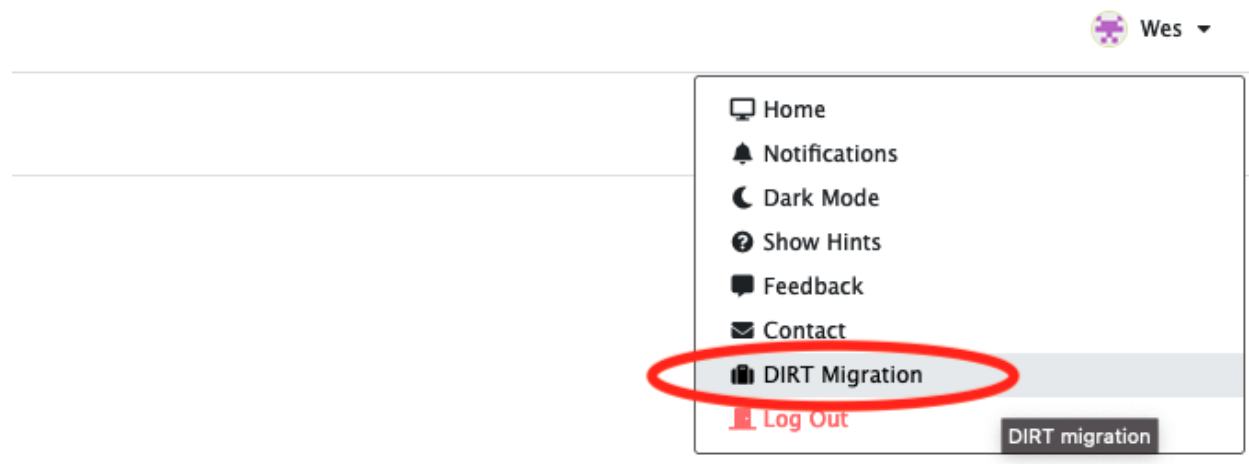 Wes
Home
Notifications
Dark Mode
Show Hints
Feedback
Contact
DIRT Migration
Log Out
DIRT migration